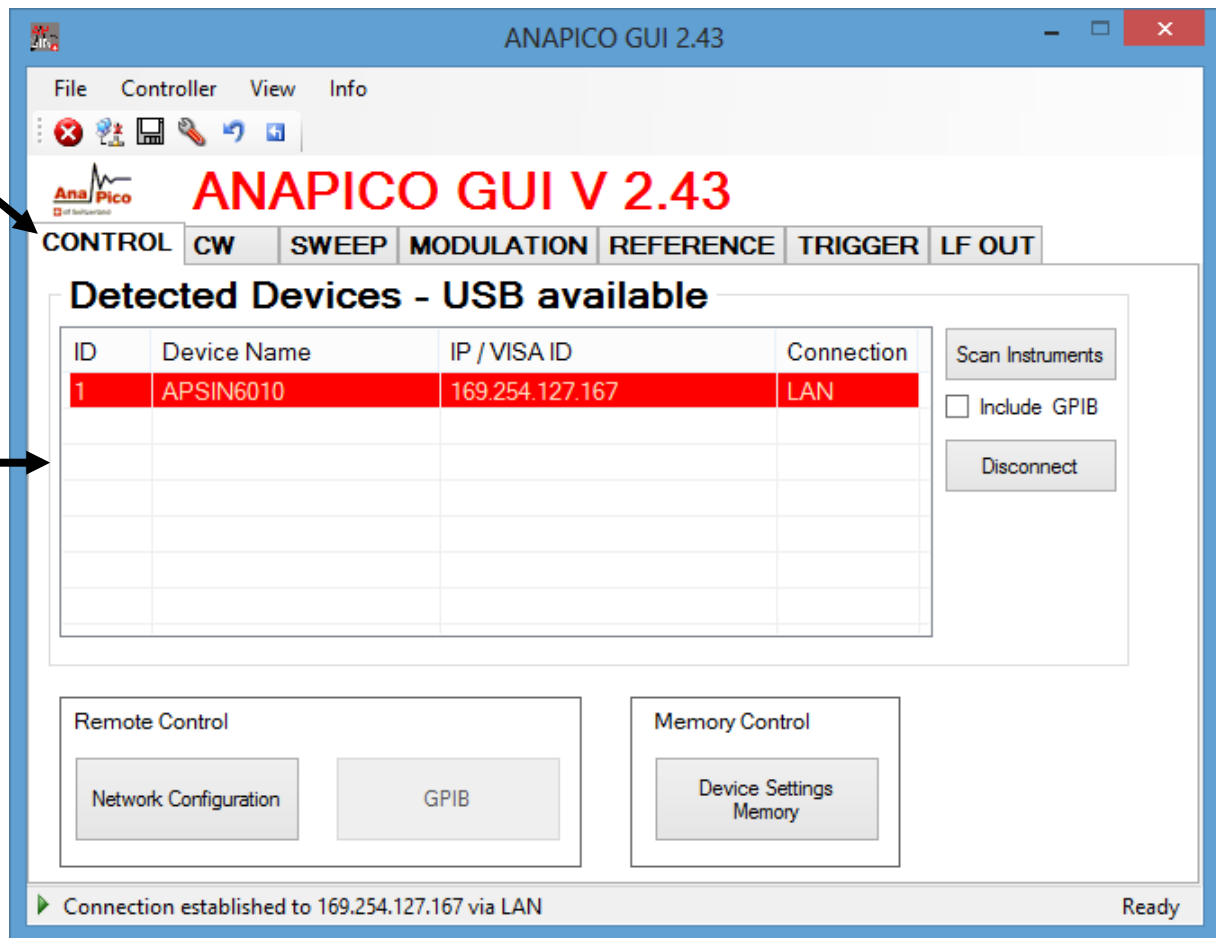 ANAPICO GUI 2.43
File Controller View Info
Ana Pico
ANAPICO GUI V 2.43
CONTROL CW SWEEP MODULATION REFERENCE TRIGGER LF OUT
Detected Devices - USB available
ID Device Name IP / VISA ID Connection
1 APSIN6010 169.254.127.167 LAN
Scan Instruments
Include GPIB
Disconnect
Remote Control
Network Configuration
GPIB
Memory Control
Device Settings
Memory
Connection established to 169.254.127.167 via LAN
Ready